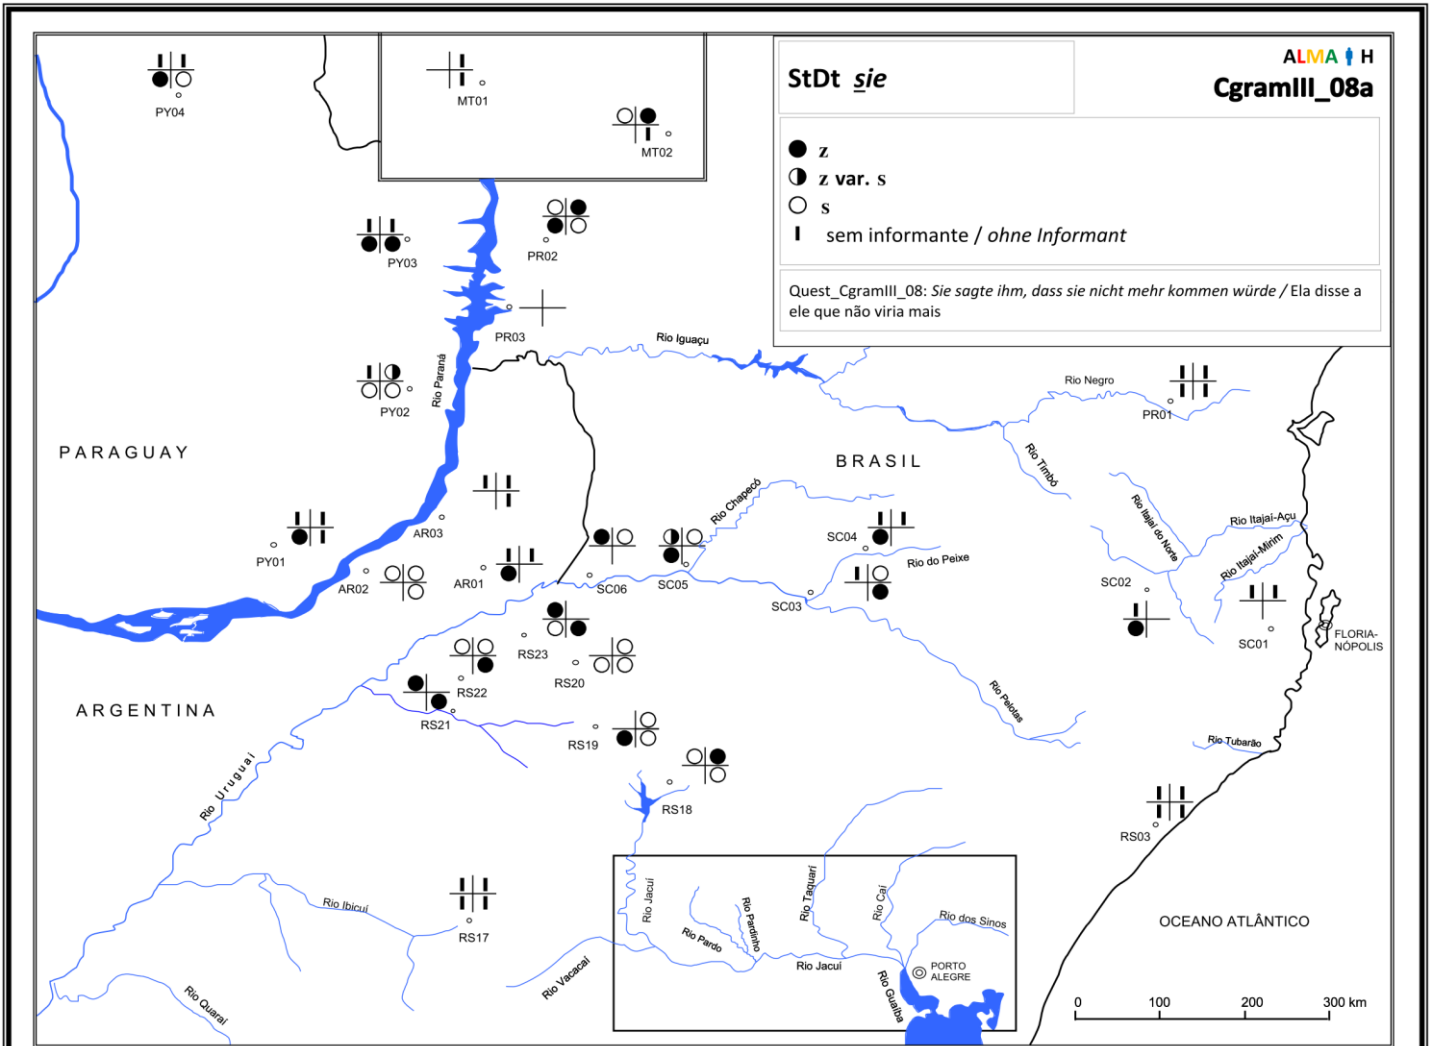 StDt sie
ALMA H
CgramIII_08a
z
z var. s
s
sem informante / ohne Informant
Quest_CgramIII_08: Sie sagte ihm, dass sie nicht mehr kommen würde / Ela disse a
ele que não viria mais
PY04
MT01
MT02
PY03
PR02
PR03
Rio Iguaçu
Rio Paraná
PY02
Rio Negro
PR01
PARAGUAY
BRASIL
Rio Timbó
Rio Chapecó
Rio Itajaí do Norte
Rio Itajaí-Açu
Rio Itajaí-Mirim
PY01
AR03
AR02
AR01
SC06
SC05
SC04
Rio do Peixe
SC03
SC02
SC01
FLORIA-
NÓPOLIS
RS23
RS22
RS20
RS21
ARGENTINA
Rio Pelotas
RS19
Rio Tubarão
Rio Uruguai
RS18
RS03
RS17
Rio Ibicuí
Rio Jacuí
Rio Pardo
Rio Pardinho
Rio Taquari
Rio Caí
Rio dos Sinos
OCEANO ATLÂNTICO
Rio Vacacaí
Rio Jacuí
PORTO
ALEGRE
Rio Guaíba
Rio Quaraí
0 100 200 300 km